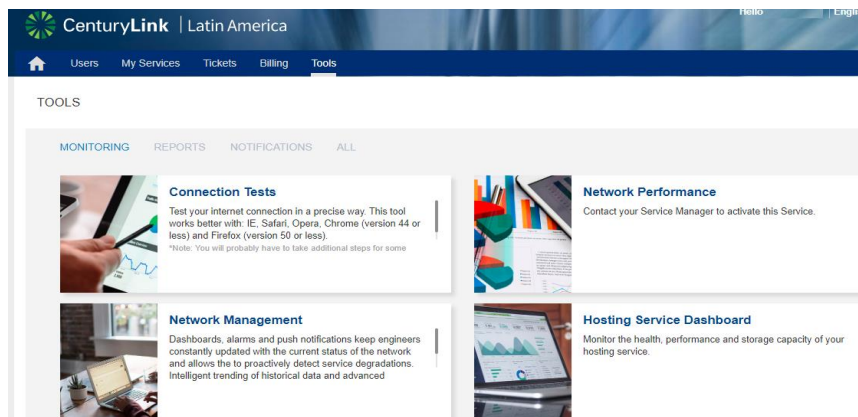 Hello
CenturyLink | Latin America
Users My Services Tickets Billing Tools
TOOLS
MONITORING REPORTS NOTIFICATIONS ALL
Connection Tests
Test your internet connection in a precise way. This tool
works better with: IE, Safari, Opera, Chrome (version 44 or
less) and Firefox (version 50 or less).
*Note: You will probably have to take additional steps for some
Network Performance
Contact your Service Manager to activate this Service.
Network Management
Dashboards, alarms and push notifications keep engineers
constantly updated with the current status of the network
and allows the to proactively detect service degradations.
Intelligent trending of historical data and advanced
Hosting Service Dashboard
Monitor the health, performance and storage capacity of your
hosting service.